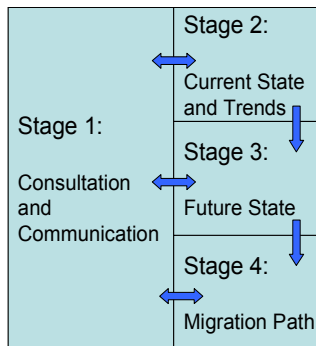 Stage 1:
Consultation
and
Communication
Stage 2:
Current State
and Trends
Stage 3:
Future State
Stage 4:
Migration Path